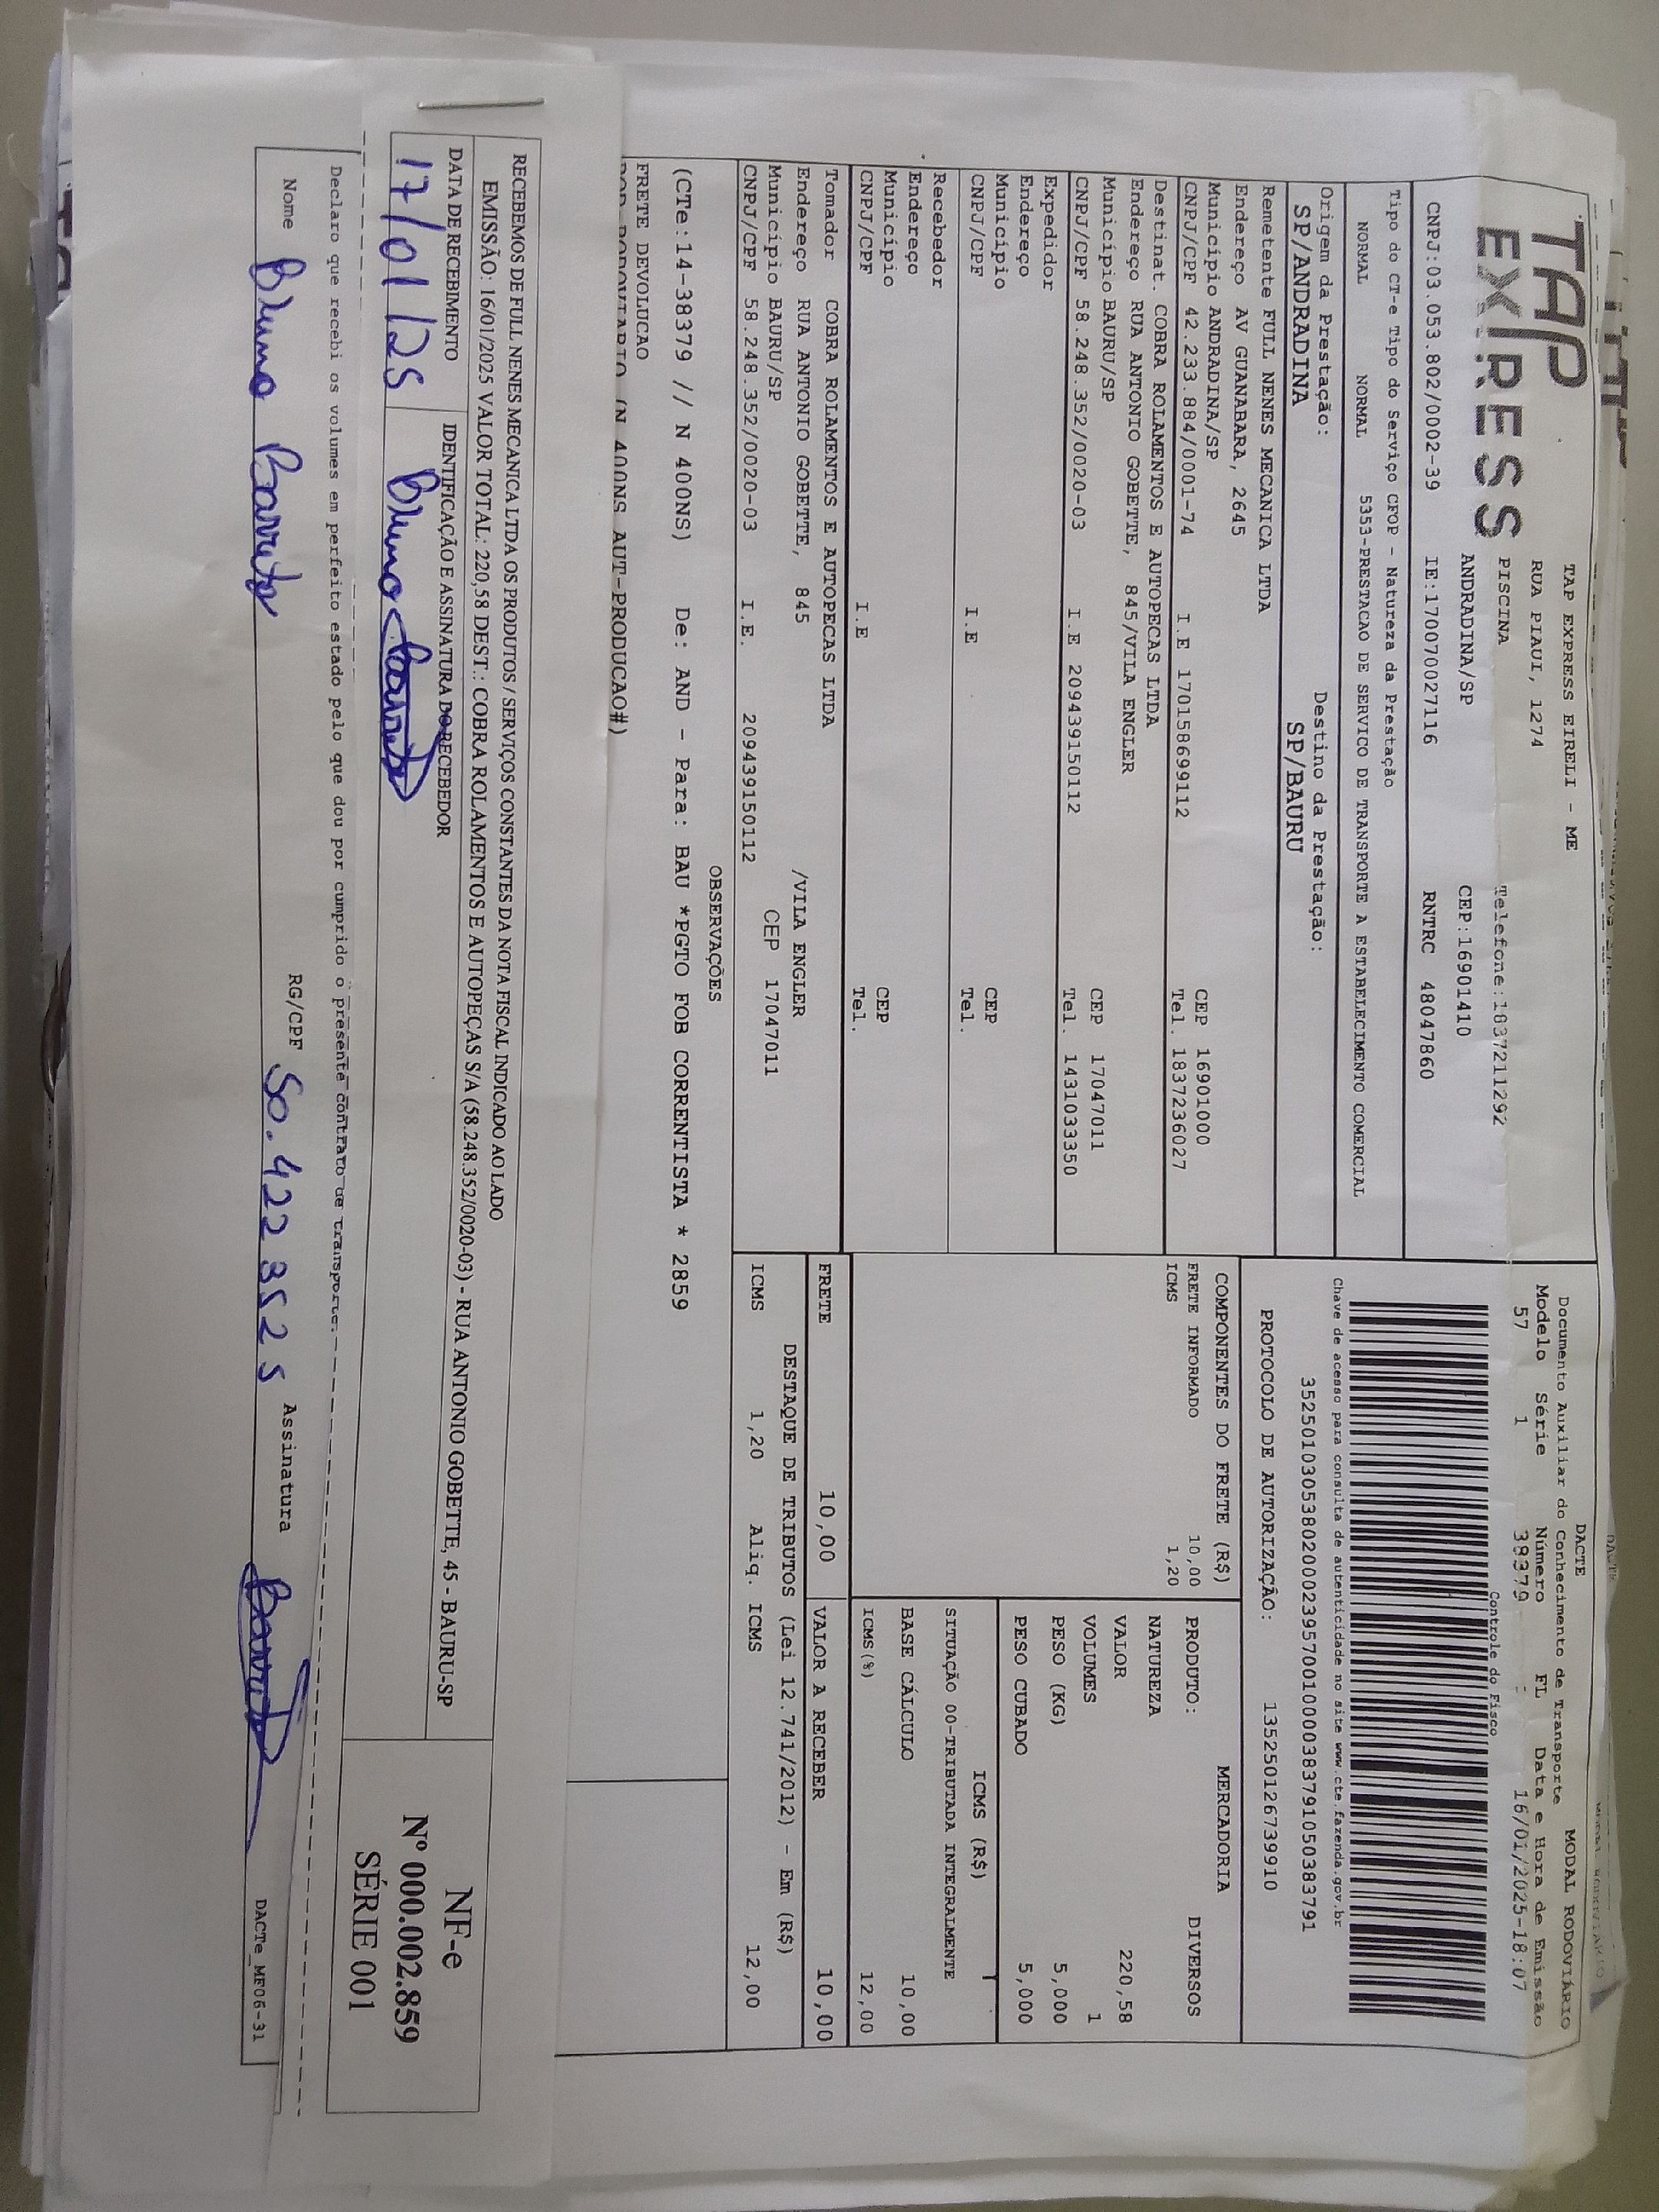 TAP
EXPRESS
TAP EXPRESS EIRELI - ME
RUA PIAUI, 1274
PISCINA Telefone:1837211292
ANDRADINA/SP CEP:16901410
CNPJ:03.053.802/0002-39 IE:170070027116 RNTRC 48047860
DACTE MODAL RODOVIÁRIO
Documento Auxiliar do Conhecimento de Transporte
Modelo Série Número FL Data e Hora de Emissão
57 1 38379 16/01/2025-18:07
Controle do Fisco
Tipo do CT-e Tipo do Serviço CFOP - Natureza da Prestação
NORMAL NORMAL 5353-PRESTACAO DE SERVICO DE TRANSPORTE A ESTABELECIMENTO COMERCIAL
Chave de acesso para consulta de autenticidade no site www.cte.fazenda.gov.br
35250103053802000239570010000383791050383791
Origem da Prestação: Destino da Prestação:
SP/ANDRADINA SP/BAURU
PROTOCOLO DE AUTORIZAÇÃO: 135250126739910
Remetente FULL NENES MECANICA LTDA
Endereço AV GUANABARA, 2645
Município ANDRADINA/SP CEP 16901000
CNPJ/CPF 42.233.884/0001-74 I.E 170158699112 Tel. 1837236027
Destinat. COBRA ROLAMENTOS E AUTOPECAS LTDA
Endereço RUA ANTONIO GOBETTE, 845/VILA ENGLER
Município BAURU/SP CEP 17047011
CNPJ/CPF 58.248.352/0020-03 I.E 209439150112 Tel. 1431033350
Expedidor
Endereço
Município CEP
CNPJ/CPF I.E Tel.
Recebedor
Endereço
Município CEP
CNPJ/CPF I.E Tel.
Tomador COBRA ROLAMENTOS E AUTOPECAS LTDA
Endereço RUA ANTONIO GOBETTE, 845 /VILA ENGLER
Município BAURU/SP CEP 17047011
CNPJ/CPF 58.248.352/0020-03 I.E. 209439150112
COMPONENTES DO FRETE (R$)
FRETE INFORMADO 10,00
ICMS 1,20
MERCADORIA
PRODUTO: DIVERSOS
NATUREZA
VALOR 220,58
VOLUMES 1
PESO (KG) 5,000
PESO CUBADO 5,000
ICMS (R$)
SITUAÇÃO 00-TRIBUTADA INTEGRALMENTE
BASE CÁLCULO 10,00
ICMS(%) 12,00
FRETE 10,00 VALOR A RECEBER 10,00
DESTAQUE DE TRIBUTOS (Lei 12.741/2012) - Em (R$)
ICMS 1,20 Aliq. ICMS 12,00
OBSERVAÇÕES
(CTe:14-38379 // N 400NS) De: AND - Para: BAU *PGTO FOB CORRENTISTA * 2859
FRETE DEVOLUCAO
(N 400NS AUT-PRODUCAO#)
RECEBEMOS DE FULL NENES MECANICA LTDA OS PRODUTOS / SERVIÇOS CONSTANTES DA NOTA FISCAL INDICADO AO LADO
EMISSÃO: 16/01/2025 VALOR TOTAL: 220,58 DEST.: COBRA ROLAMENTOS E AUTOPEÇAS S/A (58.248.352/0020-03) - RUA ANTONIO GOBETTE, 45 - BAURU-SP
DATA DE RECEBIMENTO IDENTIFICAÇÃO E ASSINATURA DO RECEBEDOR
17/01/25 Bruno Barreto
NF-e
Nº 000.002.859
SÉRIE 001
Declaro que recebi os volumes em perfeito estado pelo que dou por cumprido o presente contrato de transporte.
Nome Bruno Barreto RG/CPF 50.422 352 5 Assinatura Barreto
DACTe_MF06-31